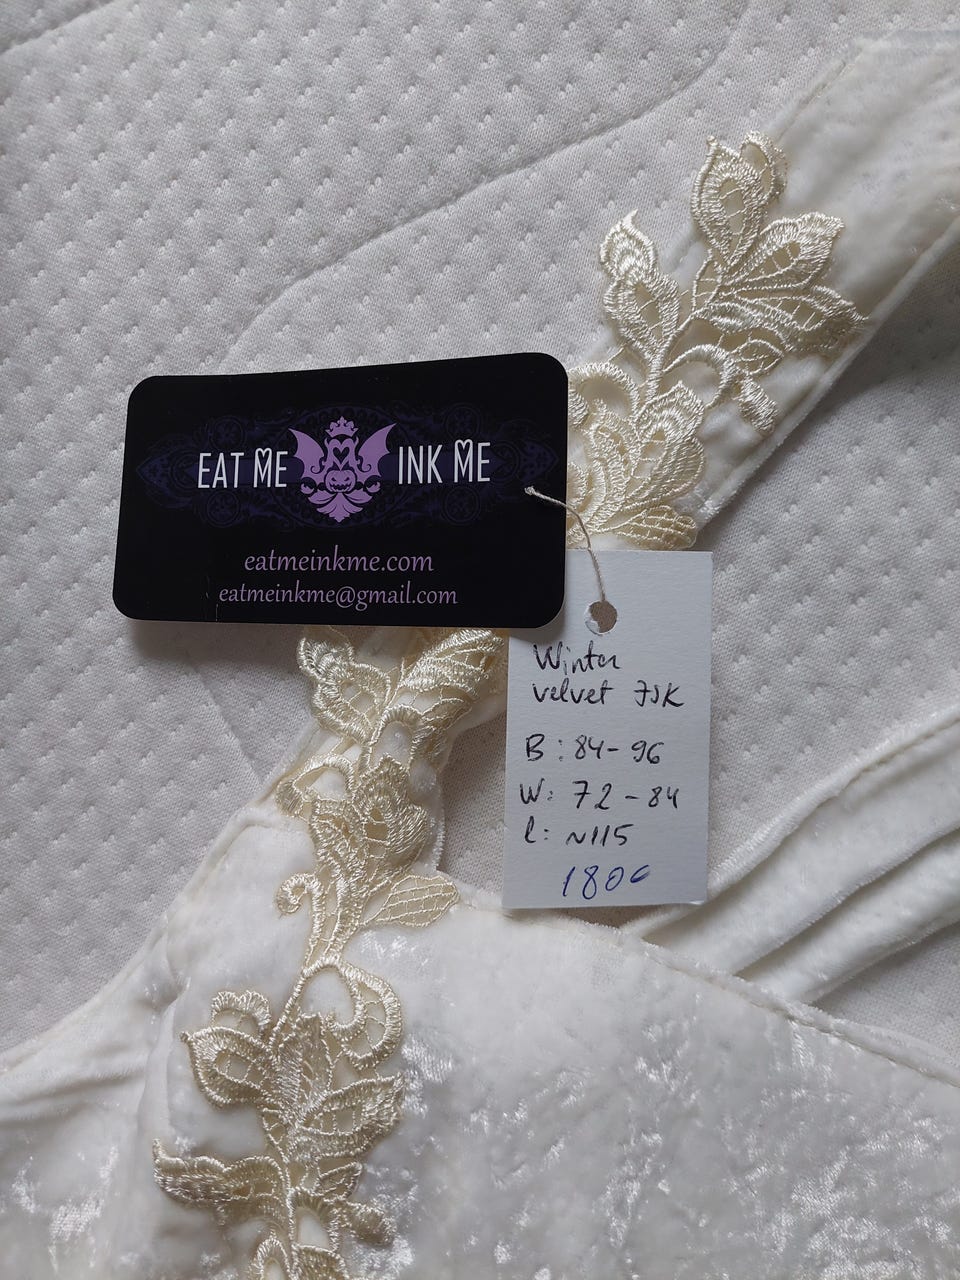 EAT ME INK ME
eatmeinkme.com
eatmeinkme@gmail.com
Winter
velvet JSK
B: 84-96
W: 72-84
l: ~115
1800